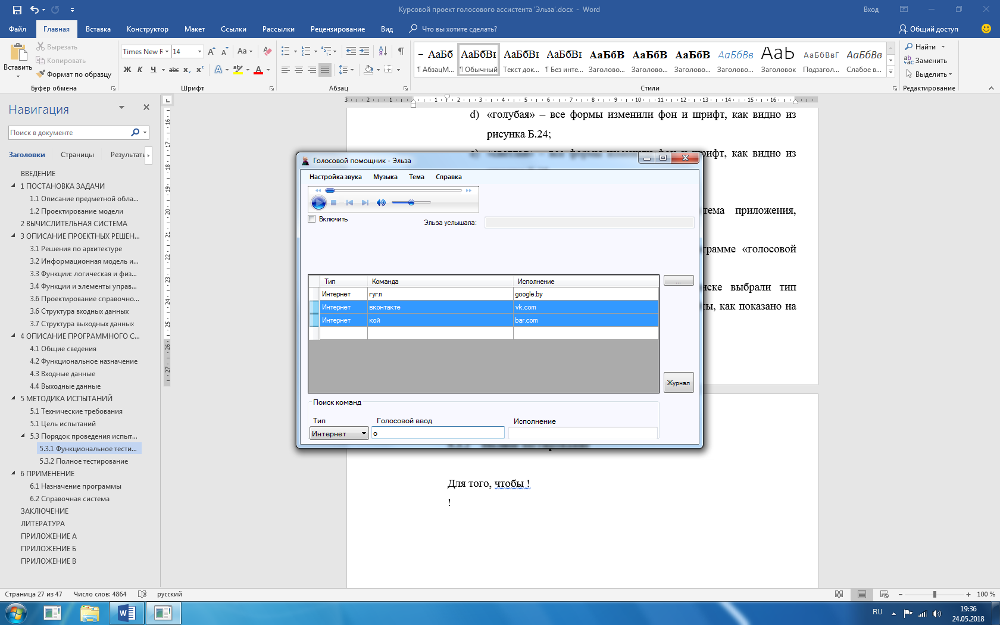 Курсовой проект голосового ассистента 'Эльза'.docx - Word
Вход
Файл Главная Вставка Конструктор Макет Ссылки Рассылки Рецензирование Вид Что вы хотите сделать? Общий доступ
Вставить
Вырезать
Копировать
Формат по образцу
Буфер обмена
Times New R 14
Ж К Ч abc x₂ x²
Шрифт
Абзац
АаБб АаБбВ АаБбВ АаБбВ АаБбВ АаБбВ АаБбВ АаБбВв АаЬ АаБбВвГ АаБбВв
¶ АбзацМ... ¶ Обычный Текст док... ¶ Без инте... Заголово... Заголово... Заголово... Заголово... Заголовок Подзагол... Слабое в...
Стили
Найти
Заменить
Выделить
Редактирование
Навигация
Поиск в документе
Заголовки Страницы Результать
ВВЕДЕНИЕ
1 ПОСТАНОВКА ЗАДАЧИ
1.1 Описание предметной обла...
1.2 Проектирование модели
2 ВЫЧИСЛИТЕЛЬНАЯ СИСТЕМА
3 ОПИСАНИЕ ПРОЕКТНЫХ РЕШЕН...
3.1 Решения по архитектуре
3.2 Информационная модель и...
3.3 Функции: логическая и физ...
3.4 Функции и элементы управ...
3.6 Проектирование справочно...
3.6 Структура входных данных
3.7 Структура выходных данных
4 ОПИСАНИЕ ПРОГРАММНОГО С...
4.1 Общие сведения
4.2 Функциональное назначение
4.3 Входные данные
4.4 Выходные данные
5 МЕТОДИКА ИСПЫТАНИЙ
5.1 Технические требования
5.1 Цель испытаний
5.3 Порядок проведения испыт...
5.3.1 Функциональное тести...
5.3.2 Полное тестирование
6 ПРИМЕНЕНИЕ
6.1 Назначение программы
6.2 Справочная система
ЗАКЛЮЧЕНИЕ
ЛИТЕРАТУРА
ПРИЛОЖЕНИЕ А
ПРИЛОЖЕНИЕ Б
ПРИЛОЖЕНИЕ В
d) «голубая» – все формы изменили фон и шрифт, как видно из
рисунка Б.24;
рифт, как видно из
тема приложения,
грамме «голосовой
иске выбрали тип
ты, как показано на
Голосовой помощник - Эльза
Настройка звука Музыка Тема Справка
Включить
Эльза услышала:
Тип Команда Исполнение
Интернет гугл google.by
Интернет вконтакте vk.com
Интернет кой bar.com
...
Журнал
Поиск команд
Тип Голосовой ввод Исполнение
Интернет о
Для того, чтобы !
!
Страница 27 из 47 Число слов: 4864 русский
100 %
RU
19:36
24.05.2018